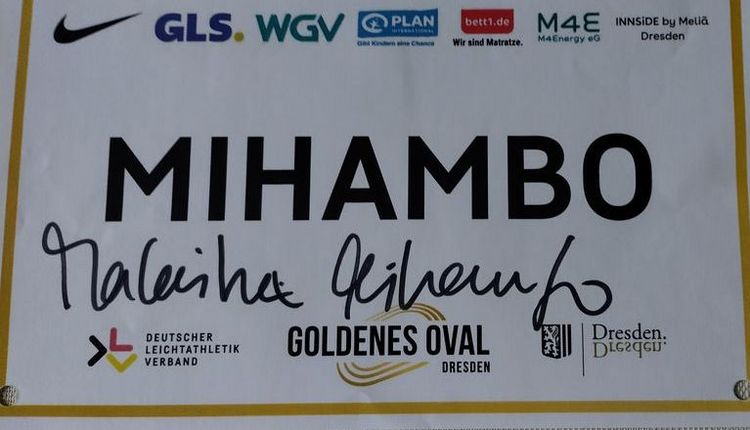 GLS. WGV PLAN INTERNATIONAL Gibt Kindern eine Chance bett1.de Wir sind Matratze. M4E M4Energy eG INNSiDE by Meliã Dresden
MIHAMBO
Malaika Mihambo
DEUTSCHER LEICHTATHLETIK VERBAND
GOLDENES OVAL
DRESDEN
Dresden.
Dresden.